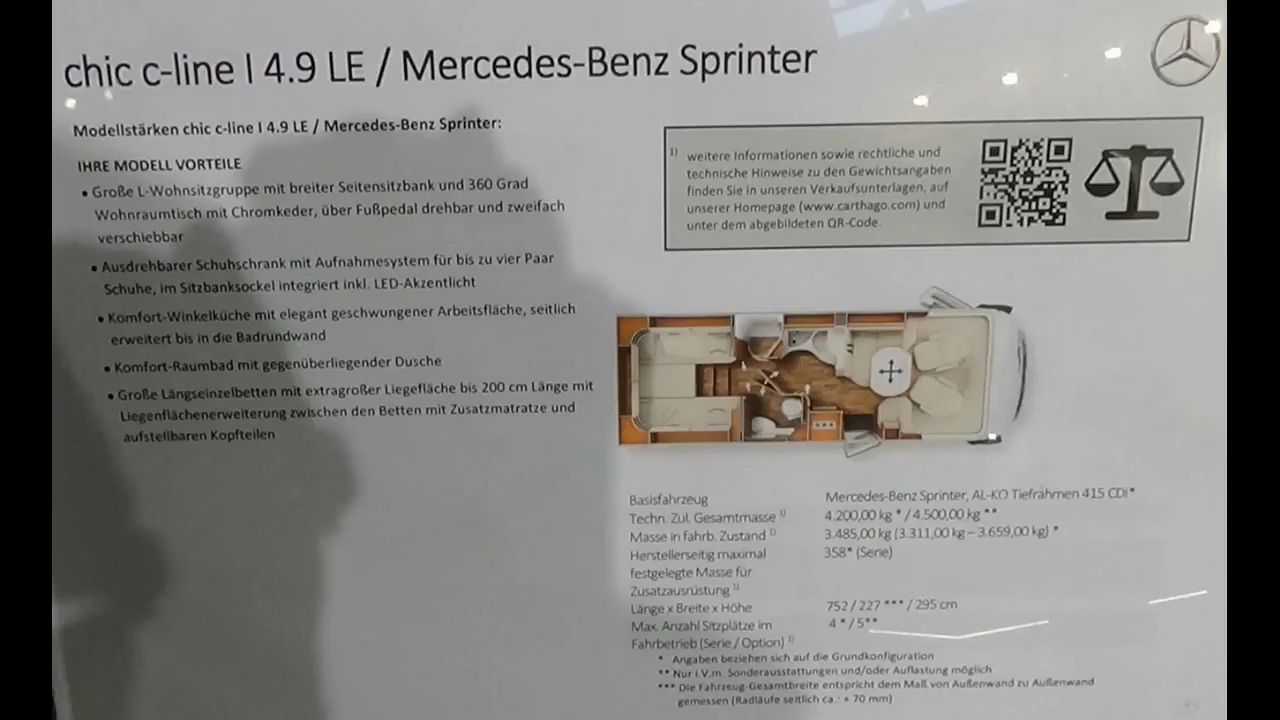 chic c-line I 4.9 LE / Mercedes-Benz Sprinter
Modellstärken chic c-line I 4.9 LE / Mercedes-Benz Sprinter:
IHRE MODELL VORTEILE
• Große L-Wohnsitzgruppe mit breiter Seitensitzbank und 360 Grad
Wohnraumtisch mit Chromkeder, über Fußpedal drehbar und zweifach
verschiebbar
• Ausdrehbarer Schuhschrank mit Aufnahmesystem für bis zu vier Paar
Schuhe, im Sitzbanksockel integriert inkl. LED-Akzentlicht
• Komfort-Winkelküche mit elegant geschwungener Arbeitsfläche, seitlich
erweitert bis in die Badrundwand
• Komfort-Raumbad mit gegenüberliegender Dusche
• Große Längseinzelbetten mit extragroßer Liegefläche bis 200 cm Länge mit
Liegenflächenerweiterung zwischen den Betten mit Zusatzmatratze und
aufstellbaren Kopfteilen
1) weitere Informationen sowie rechtliche und
technische Hinweise zu den Gewichtsangaben
finden Sie in unseren Verkaufsunterlagen, auf
unserer Homepage (www.carthago.com) und
unter dem abgebildeten QR-Code.
Basisfahrzeug Mercedes-Benz Sprinter, AL-KO Tiefrahmen 415 CDI*
Techn. Zul. Gesamtmasse 1) 4.200,00 kg * / 4.500,00 kg **
Masse in fahrb. Zustand 1) 3.485,00 kg (3.311,00 kg – 3.659,00 kg) *
Herstellerseitig maximal 358* (Serie)
festgelegte Masse für
Zusatzausrüstung 1)
Länge x Breite x Höhe 752 / 227 *** / 295 cm
Max. Anzahl Sitzplätze im 4 * / 5**
Fahrbetrieb (Serie / Option) 1)
* Angaben beziehen sich auf die Grundkonfiguration
** Nur i.V.m. Sonderausstattungen und/oder Auflastung möglich
*** Die Fahrzeug-Gesamtbreite entspricht dem Maß von Außenwand zu Außenwand
gemessen (Radläufe seitlich ca.: + 70 mm)